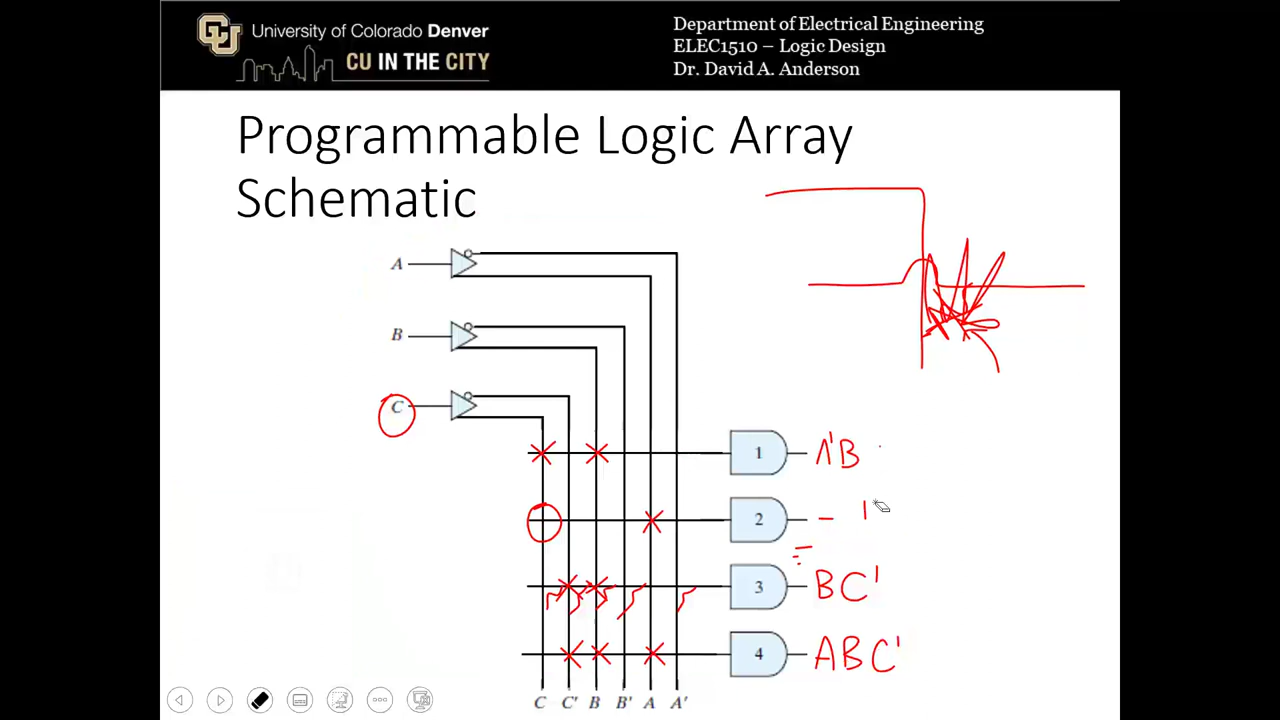 University of Colorado Denver
CU IN THE CITY
Department of Electrical Engineering
ELEC1510 – Logic Design
Dr. David A. Anderson
Programmable Logic Array
Schematic
A
B
C
1 A'B
2
3 BC'
4 ABC'
C C' B B' A A'